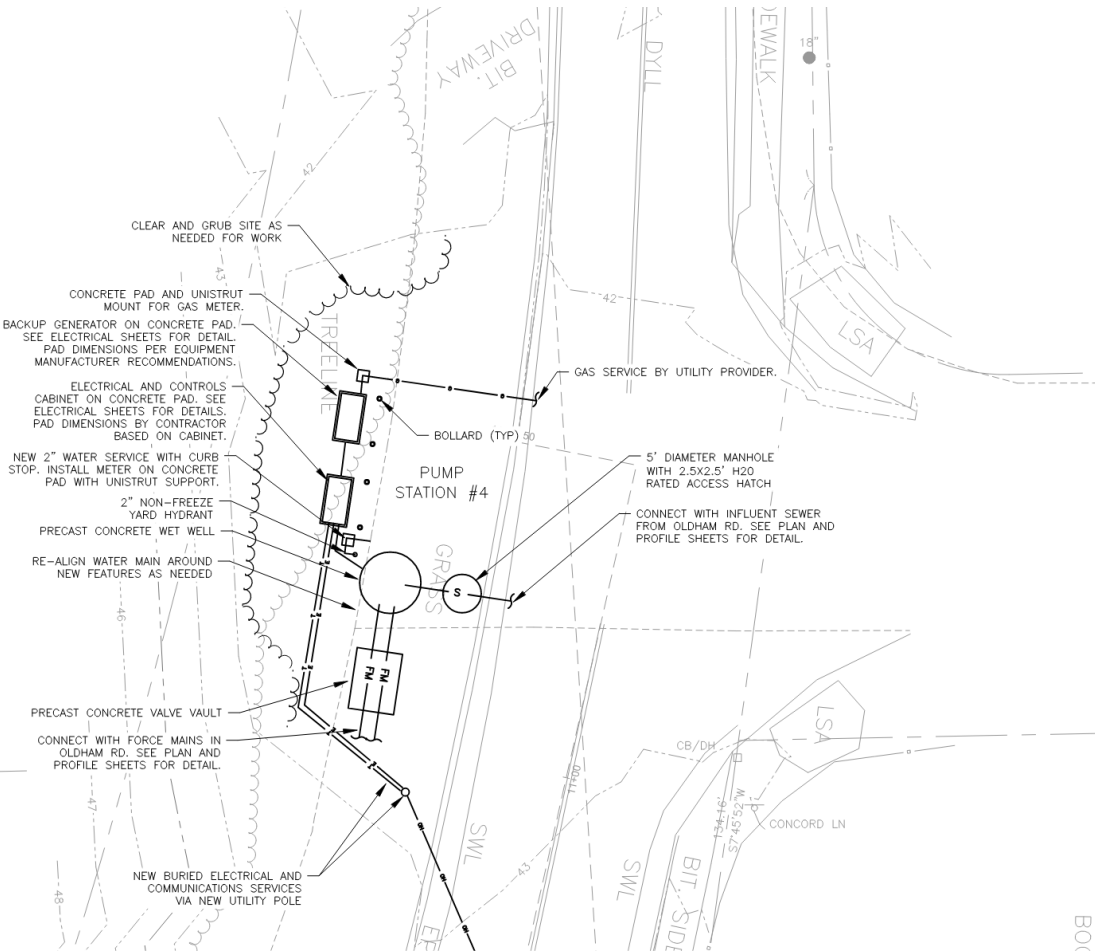 BIT.
DRIVEWAY
DYLL
DEWALK
18"
42
CLEAR AND GRUB SITE AS
NEEDED FOR WORK
43
CONCRETE PAD AND UNISTRUT
MOUNT FOR GAS METER.
42
LSA
BACKUP GENERATOR ON CONCRETE PAD.
SEE ELECTRICAL SHEETS FOR DETAIL.
PAD DIMENSIONS PER EQUIPMENT
MANUFACTURER RECOMMENDATIONS.
TREELINE
GAS SERVICE BY UTILITY PROVIDER.
ELECTRICAL AND CONTROLS
CABINET ON CONCRETE PAD. SEE
ELECTRICAL SHEETS FOR DETAILS.
PAD DIMENSIONS BY CONTRACTOR
BASED ON CABINET.
BOLLARD (TYP)
50
NEW 2" WATER SERVICE WITH CURB
STOP. INSTALL METER ON CONCRETE
PAD WITH UNISTRUT SUPPORT.
PUMP
STATION #4
5' DIAMETER MANHOLE
WITH 2.5X2.5' H20
RATED ACCESS HATCH
2" NON-FREEZE
YARD HYDRANT
CONNECT WITH INFLUENT SEWER
FROM OLDHAM RD. SEE PLAN AND
PROFILE SHEETS FOR DETAIL.
PRECAST CONCRETE WET WELL
RE-ALIGN WATER MAIN AROUND
NEW FEATURES AS NEEDED
GRASS
S
46
FM
FM
PRECAST CONCRETE VALVE VAULT
LSA
CONNECT WITH FORCE MAINS IN
OLDHAM RD. SEE PLAN AND
PROFILE SHEETS FOR DETAIL.
CB/DH
11+00
47
134.16'
S7°45'52"W
CONCORD LN
SWL
43
NEW BURIED ELECTRICAL AND
COMMUNICATIONS SERVICES
VIA NEW UTILITY POLE
48
SWL
BIT SIDE
OH
OH
OH
BOO